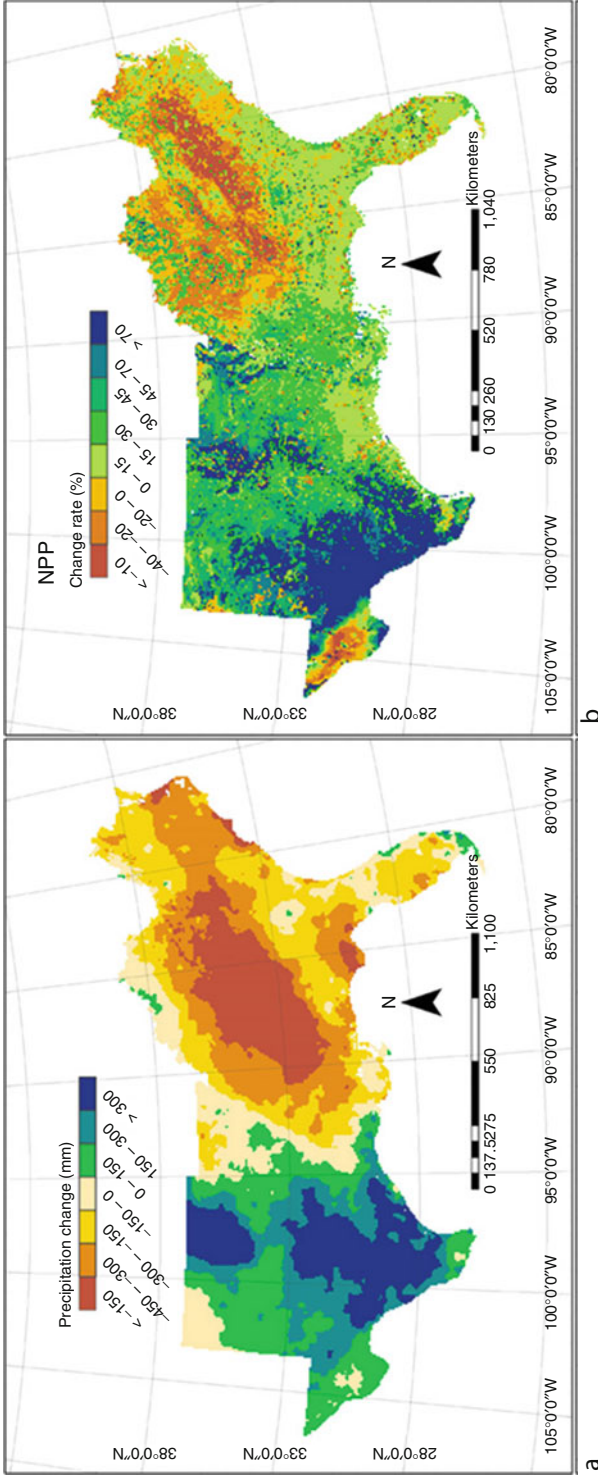 a
Precipitation change (mm)
<–150
–450 – –300
–300 – –150
–150 – 0
0–150
150–300
> 300
38°0′0″N
33°0′0″N
28°0′0″N
N
Kilometers
0 137.5275 550 825 1,100
105°0′0″W 100°0′0″W 95°0′0″W 90°0′0″W 85°0′0″W 80°0′0″W
b
NPP
Change rate (%)
<–10
–40–20
–20 – 0
0–15
15–30
30–45
45–70
> 70
38°0′0″N
33°0′0″N
28°0′0″N
N
Kilometers
0 130 260 520 780 1,040
105°0′0″W 100°0′0″W 95°0′0″W 90°0′0″W 85°0′0″W 80°0′0″W